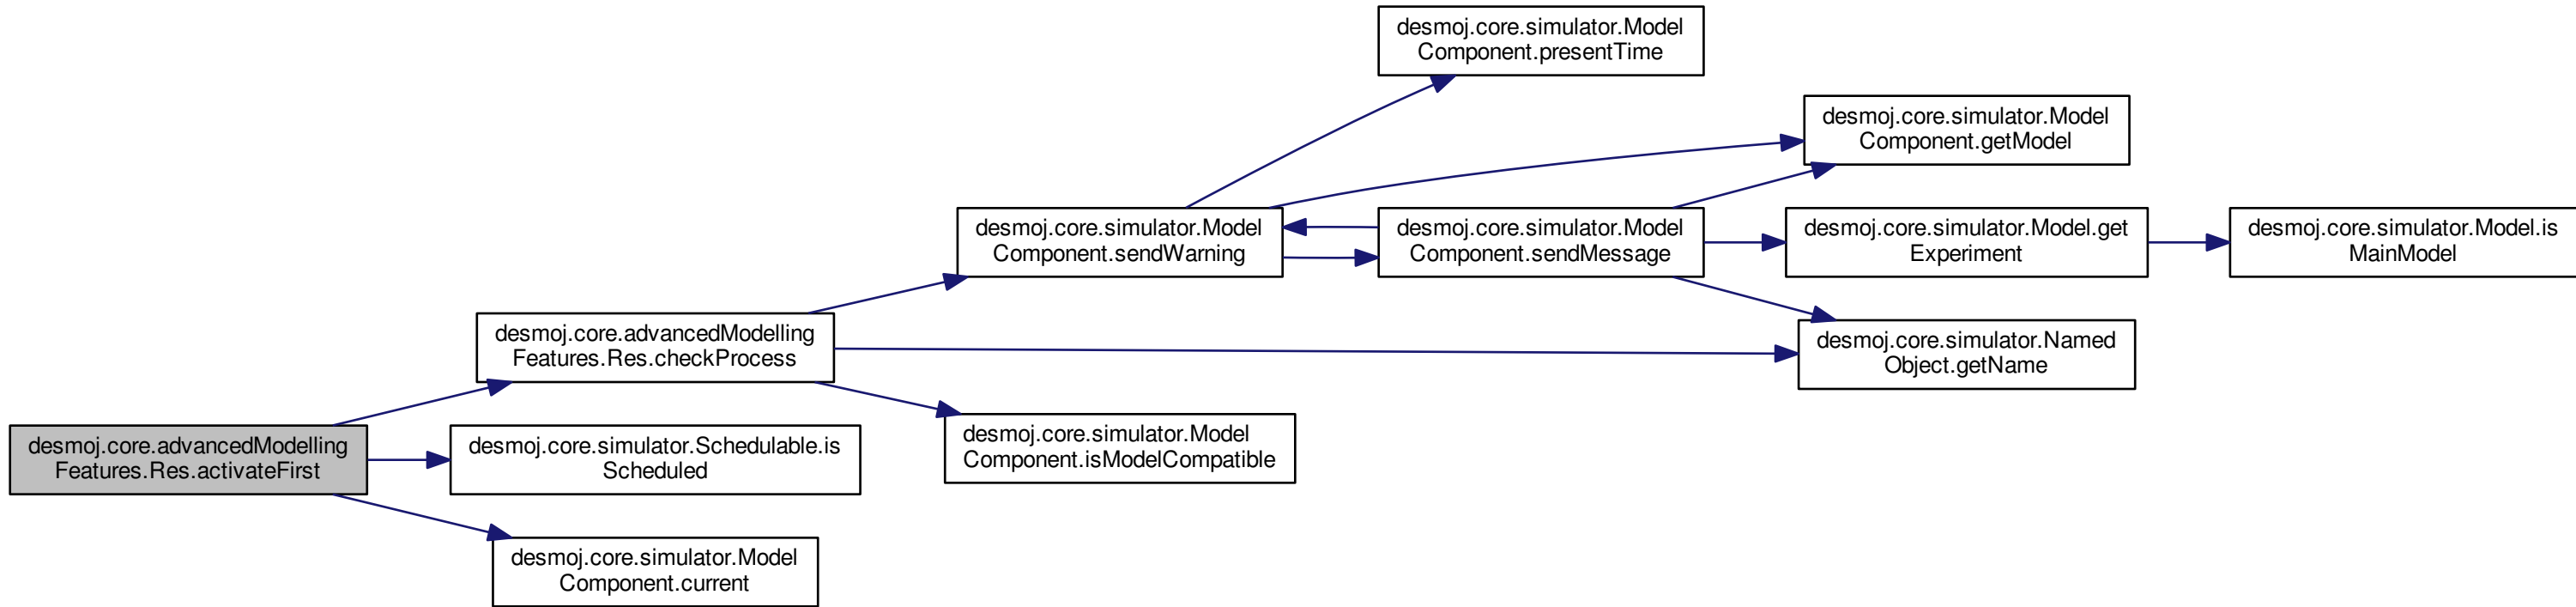 desmoj.core.simulator.Model
Component.presentTime
desmoj.core.simulator.Model
Component.getModel
desmoj.core.simulator.Model
Component.sendWarning
desmoj.core.simulator.Model
Component.sendMessage
desmoj.core.simulator.Model.get
Experiment
desmoj.core.simulator.Model.is
MainModel
desmoj.core.advancedModelling
Features.Res.checkProcess
desmoj.core.simulator.Named
Object.getName
desmoj.core.advancedModelling
Features.Res.activateFirst
desmoj.core.simulator.Schedulable.is
Scheduled
desmoj.core.simulator.Model
Component.isModelCompatible
desmoj.core.simulator.Model
Component.current